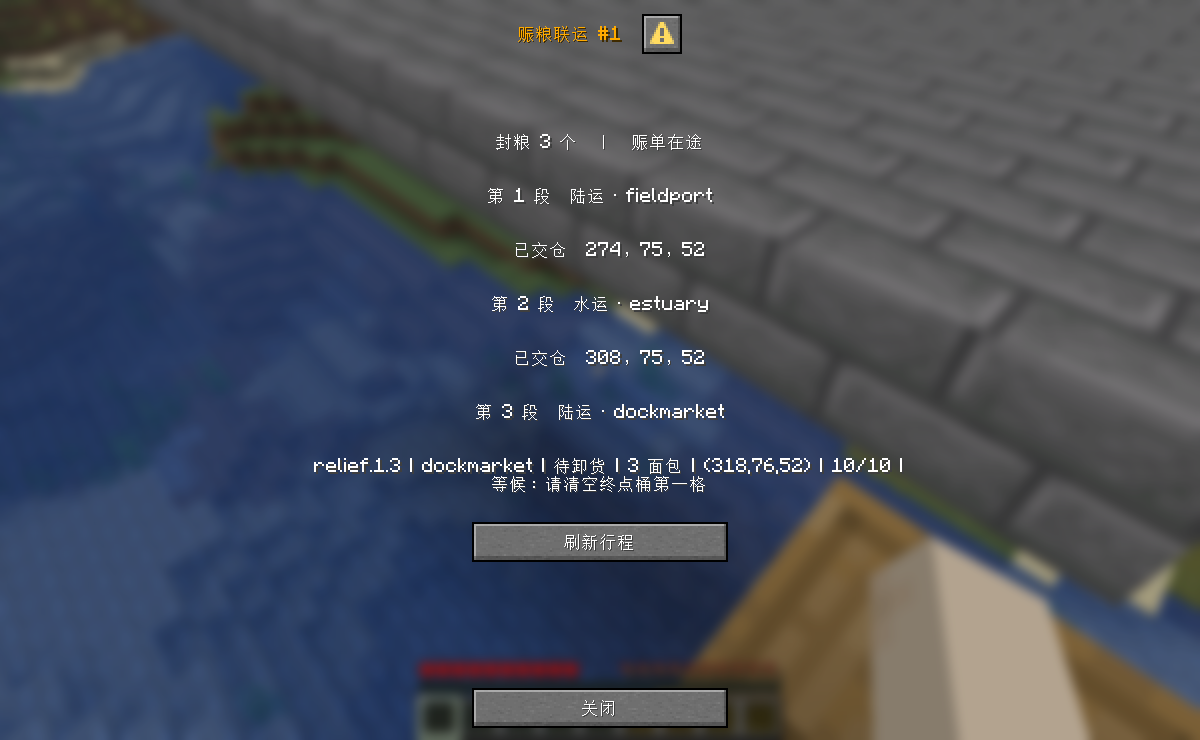 赈粮联运 #1
封粮 3 个 | 赈单在途
第 1 段 陆运 · fieldport
已交仓 274, 75, 52
第 2 段 水运 · estuary
已交仓 308, 75, 52
第 3 段 陆运 · dockmarket
relief.1.3 | dockmarket | 待卸货 | 3 面包 | (318,76,52) | 10/10 |
等候: 请清空终点桶第一格
刷新行程
关闭